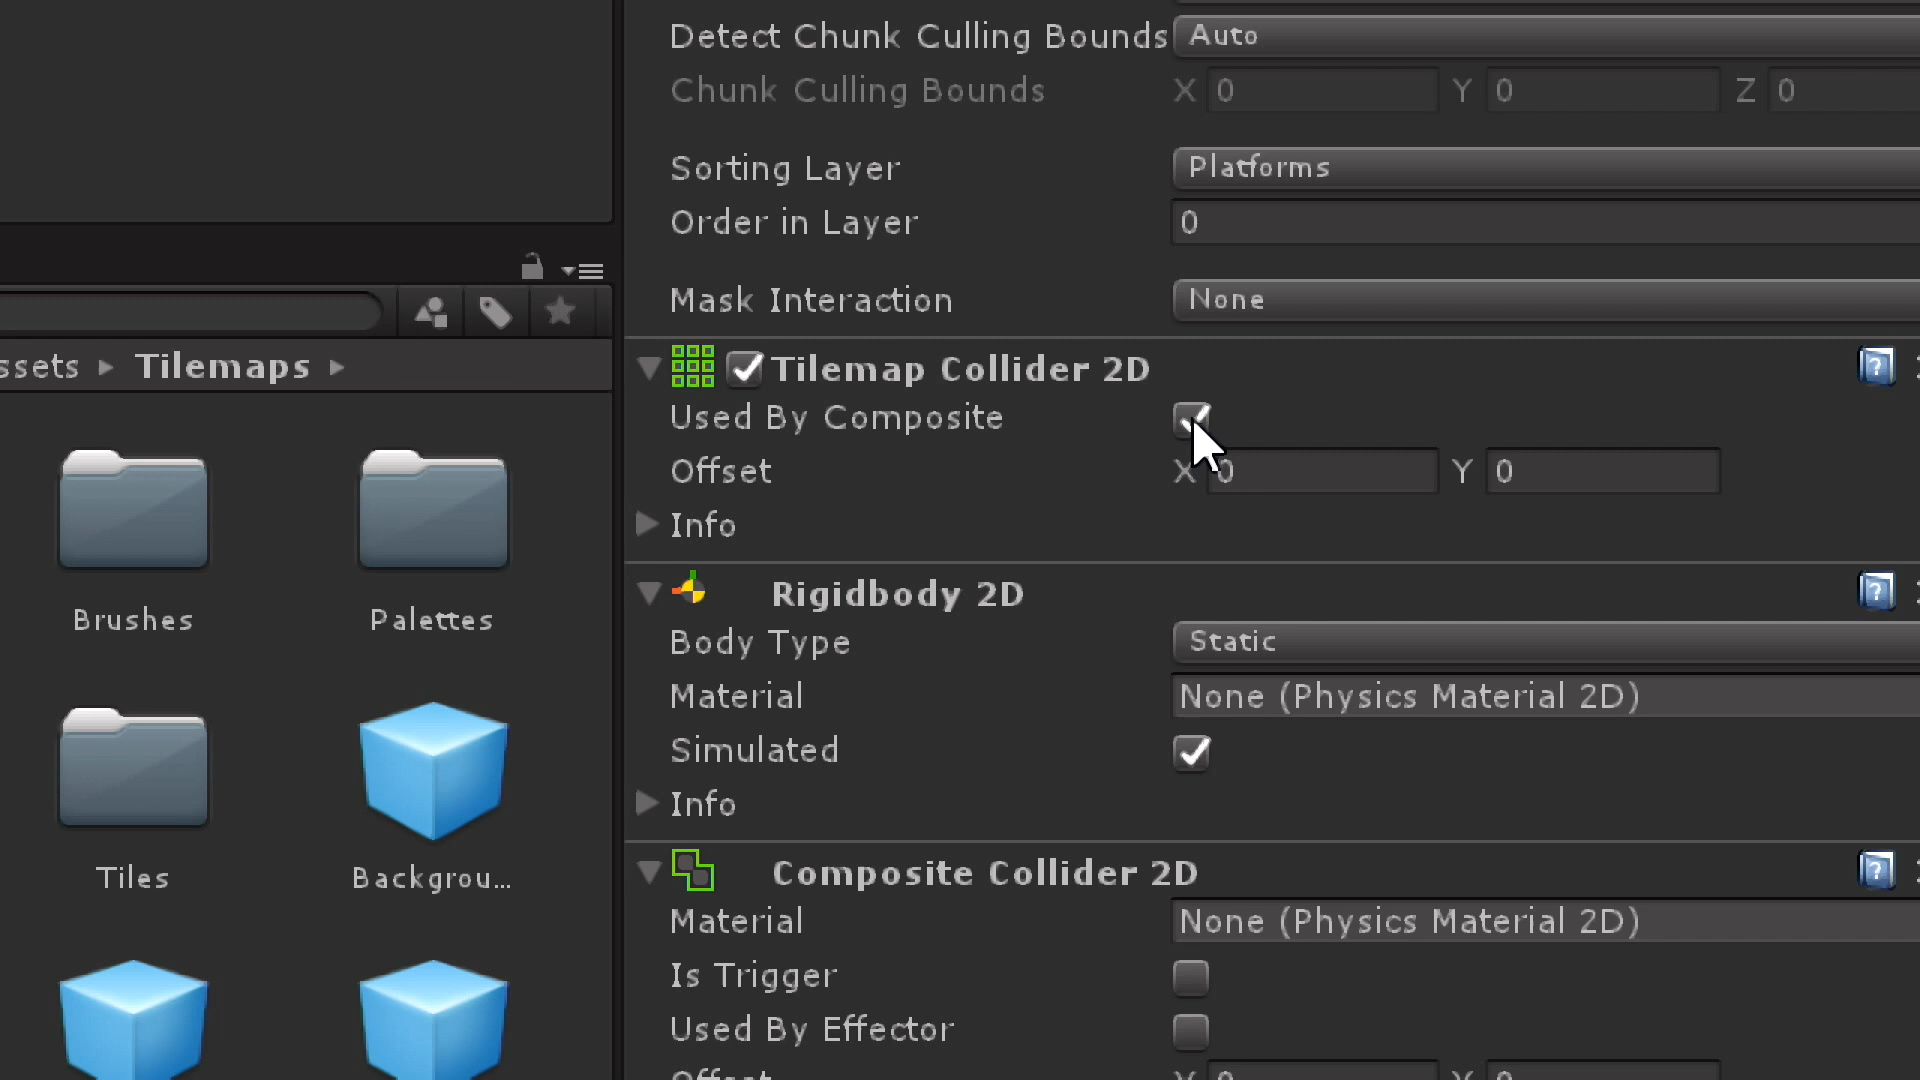 Detect Chunk Culling Bounds Auto
Chunk Culling Bounds X 0 Y 0 Z 0
Sorting Layer Platforms
Order in Layer 0
Mask Interaction None
ssets Tilemaps
Tilemap Collider 2D
Used By Composite
Offset X 0 Y 0
Info
Rigidbody 2D
Body Type Static
Material None (Physics Material 2D)
Simulated
Info
Composite Collider 2D
Material None (Physics Material 2D)
Is Trigger
Used By Effector
Offset X 0 Y 0
Brushes
Palettes
Tiles
Backgrou...